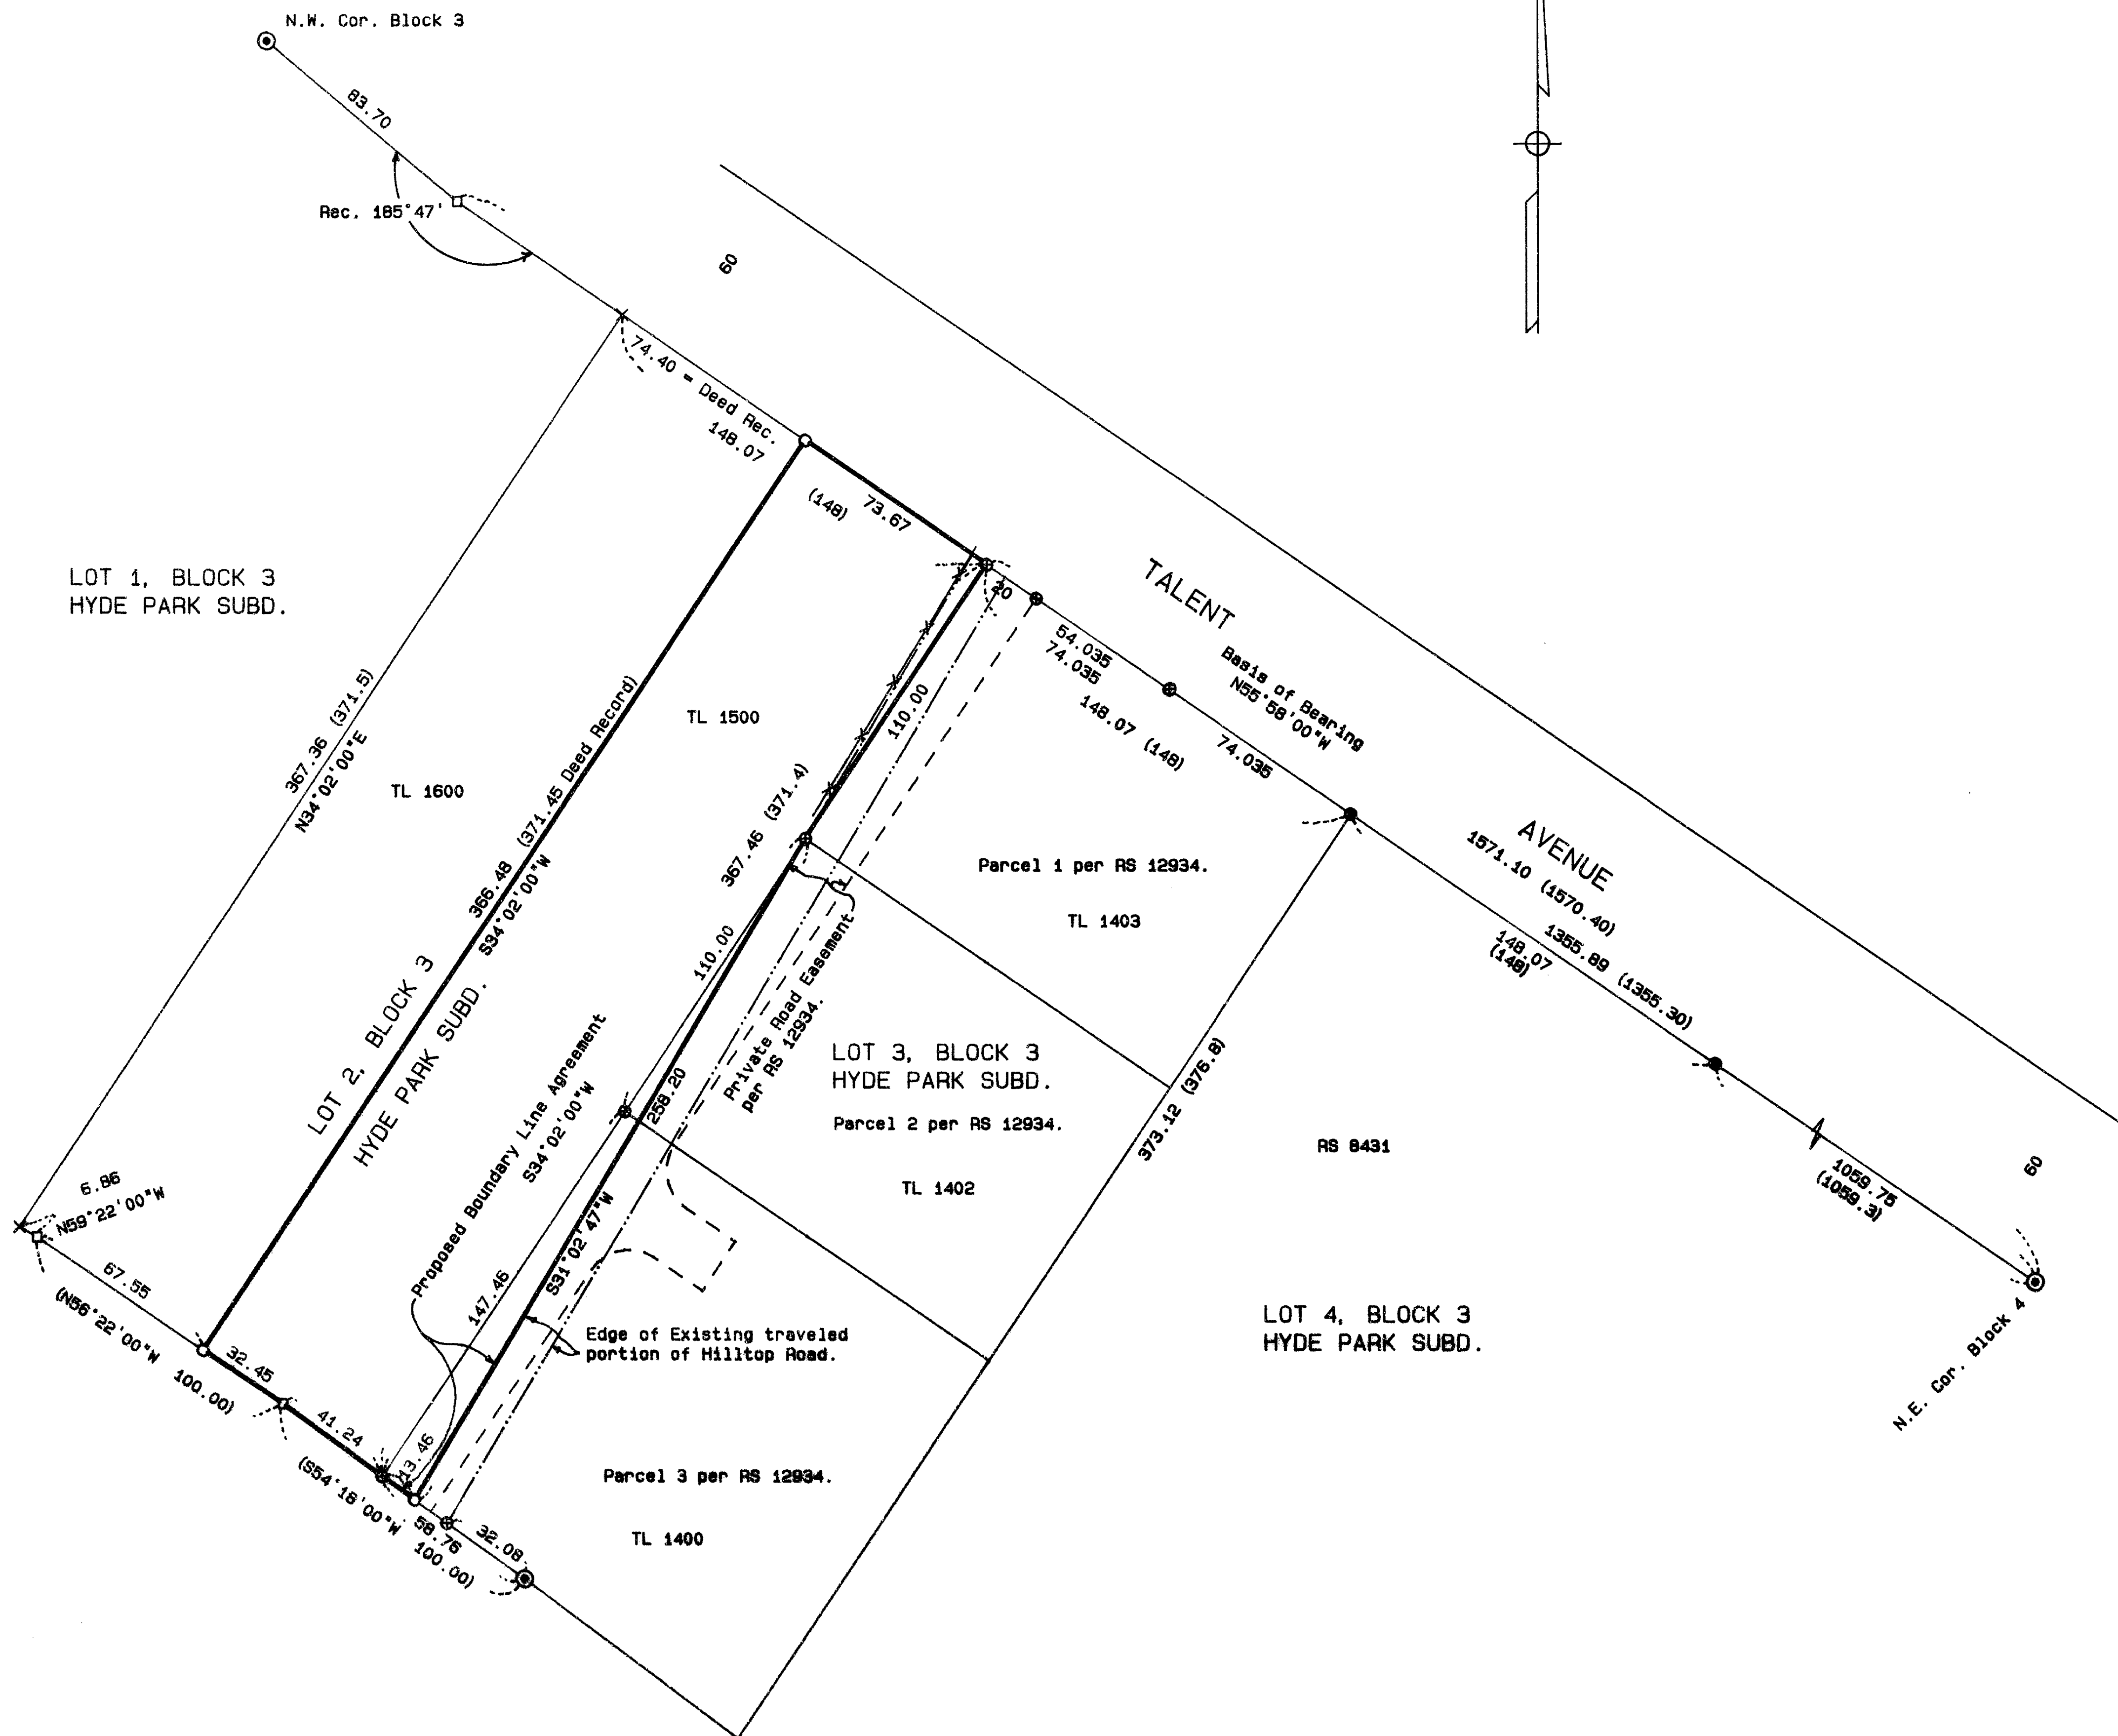 N.W. Cor. Block 3
83.70
Rec. 185°47'
60
74.40 = Deed Rec.
148.07
(148)
73.67
20
54.035
74.035
148.07 (148)
74.035
TALENT
Basis of Bearing
N55°58'00"W
AVENUE
1571.10 (1570.40)
1355.89 (1355.30)
148.07
(148)
1059.75
(1059.3)
60
N.E. Cor. Block 4
LOT 1, BLOCK 3
HYDE PARK SUBD.
367.36 (371.5)
N34°02'00"E
TL 1600
TL 1500
366.48 (371.45 Deed Record)
S34°02'00"W
LOT 2, BLOCK 3
HYDE PARK SUBD.
110.00
367.46 (371.4)
110.00
Parcel 1 per RS 12934.
TL 1403
Private Road Easement
per RS 12934.
Proposed Boundary Line Agreement
S34°02'00"W
258.20
S31°02'47"W
147.46
LOT 3, BLOCK 3
HYDE PARK SUBD.
Parcel 2 per RS 12934.
TL 1402
373.12 (376.8)
RS 8431
LOT 4, BLOCK 3
HYDE PARK SUBD.
Edge of Existing traveled
portion of Hilltop Road.
6.86
N59°22'00"W
67.55
(N56°22'00"W 100.00)
32.45
41.24
13.46
(S54°18'00"W 100.00)
58.76
32.08
Parcel 3 per RS 12934.
TL 1400